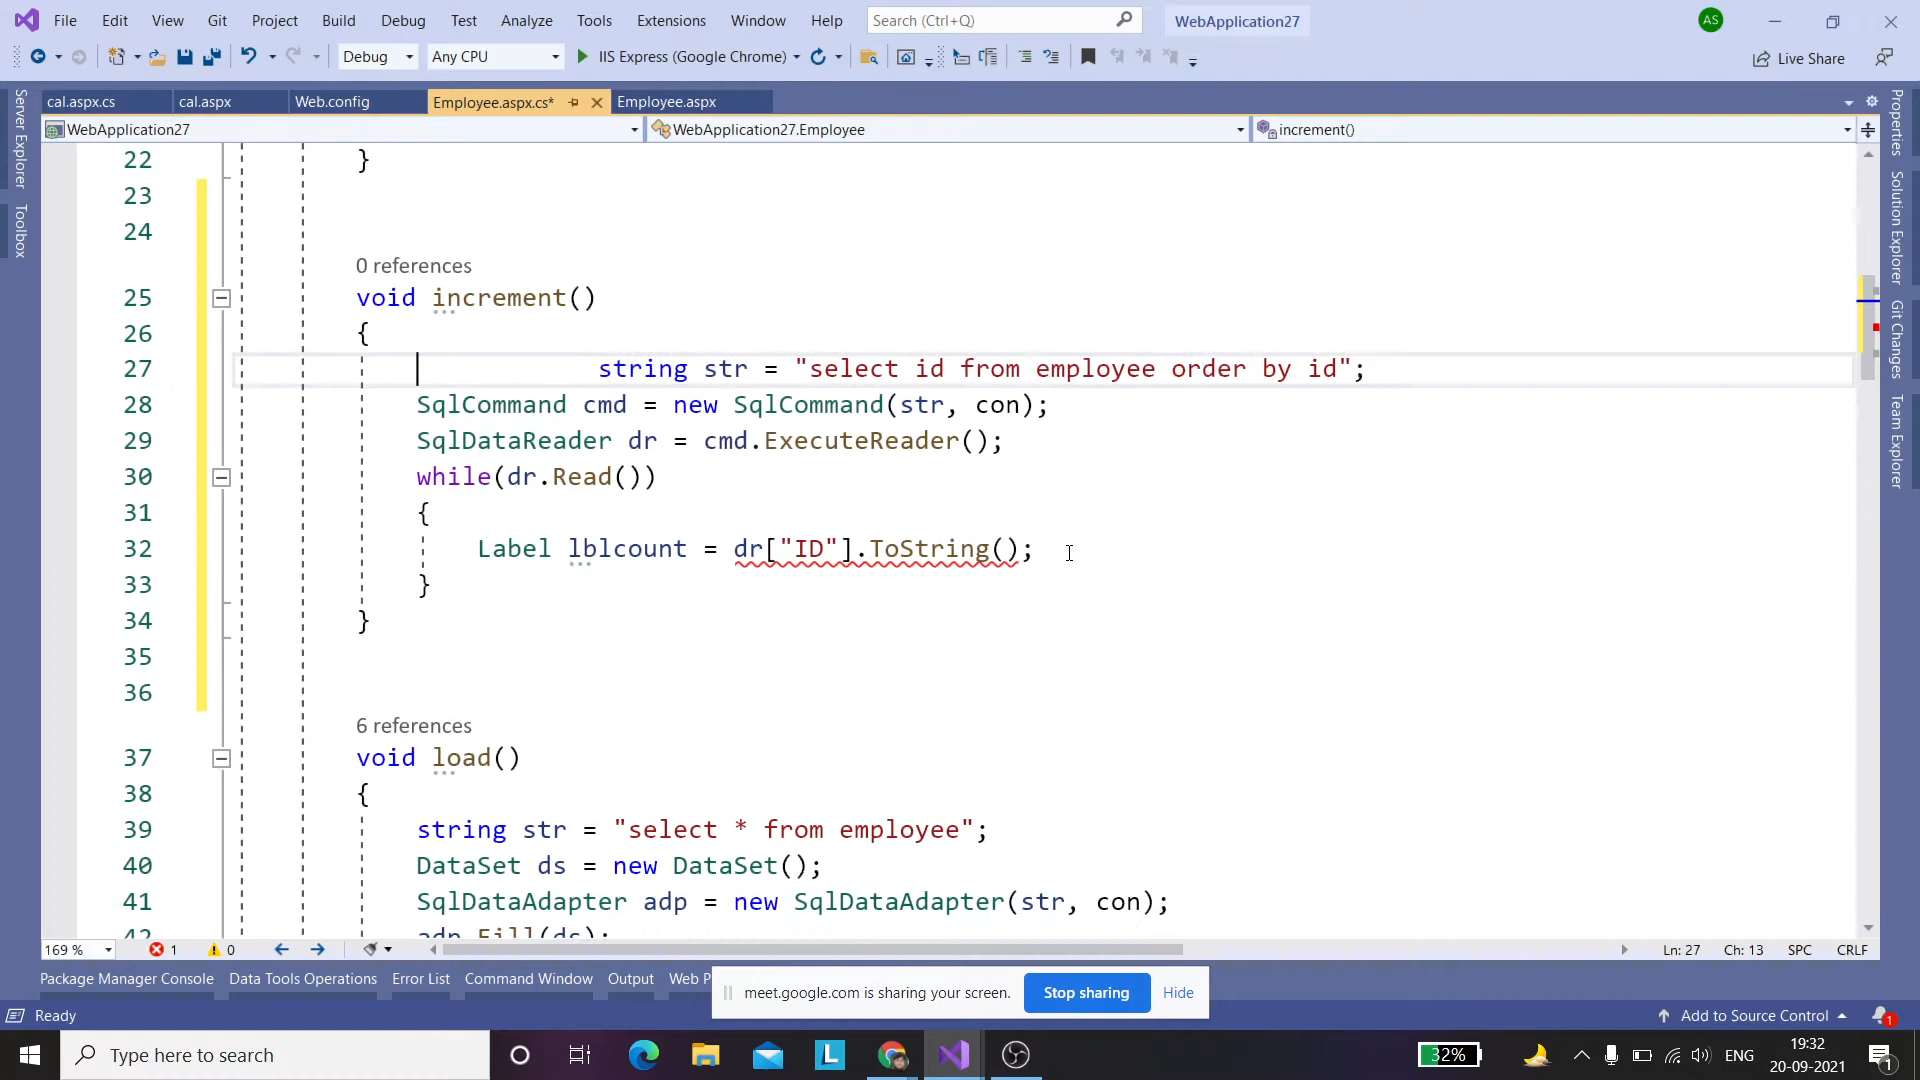 File Edit View Git Project Build Debug Test Analyze Tools Extensions Window Help Search (Ctrl+Q) WebApplication27 AS
Debug Any CPU IIS Express (Google Chrome) Live Share
cal.aspx.cs cal.aspx Web.config Employee.aspx.cs* Employee.aspx
WebApplication27 WebApplication27.Employee increment()
Server Explorer
Toolbox
Properties
Solution Explorer
Git Changes
Team Explorer
22 }
23
24
0 references
25 void increment()
26 {
27 string str = "select id from employee order by id";
28 SqlCommand cmd = new SqlCommand(str, con);
29 SqlDataReader dr = cmd.ExecuteReader();
30 while(dr.Read())
31 {
32 Label lblcount = dr["ID"].ToString();
33 }
34 }
35
36
6 references
37 void load()
38 {
39 string str = "select * from employee";
40 DataSet ds = new DataSet();
41 SqlDataAdapter adp = new SqlDataAdapter(str, con);
42 adp.Fill(ds);
169 % 1 0 Ln: 27 Ch: 13 SPC CRLF
Package Manager Console Data Tools Operations Error List Command Window Output Web P
meet.google.com is sharing your screen. Stop sharing Hide
Ready Add to Source Control 1
Type here to search L 32% ENG 19:32
20-09-2021 1